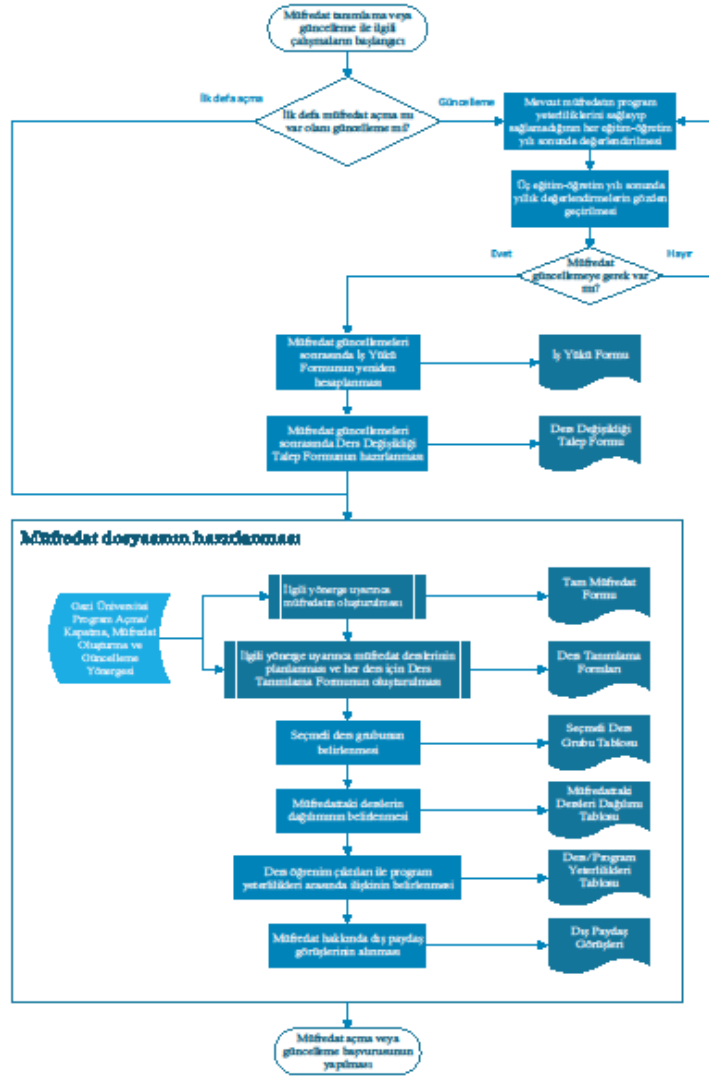 Müfredat tanımlama veya
güncelleme ile ilgili
çalışmaların başlangıcı
İlk defa açma
Güncelleme
İlk defa müfredat açma mı
var olanı güncelleme mi?
Mevcut müfredatın program
yeterliliklerini sağlayıp
sağlamadığının her eğitim-öğretim
yılı sonunda değerlendirilmesi
Üç eğitim-öğretim yılı sonunda
yıllık değerlendirmelerin gözden
geçirilmesi
Evet
Hayır
Müfredat
güncellemeye gerek var
mı?
Müfredat güncellemeleri
sonrasında İş Yükü
Formunun yeniden
hesaplanması
İş Yükü Formu
Müfredat güncellemeleri
sonrasında Ders Değişikliği
Talep Formunun hazırlanması
Ders Değişikliği
Talep Formu
Müfredat dosyasının hazırlanması
Gazi Üniversitesi
Program Açma/
Kapatma, Müfredat
Oluşturma ve
Güncelleme
Yönergesi
İlgili yönerge uyarınca
müfredatın oluşturulması
Tam Müfredat
Formu
İlgili yönerge uyarınca müfredat derslerinin
planlanması ve her ders için Ders
Tanımlama Formunun oluşturulması
Ders Tanımlama
Formları
Seçmeli ders grubunun
belirlenmesi
Seçmeli Ders
Grubu Tablosu
Müfredattaki derslerin
dağılımının belirlenmesi
Müfredattaki
Dersleri Dağılımı
Tablosu
Ders öğrenim çıktıları ile program
yeterlilikleri arasında ilişkinin belirlenmesi
Ders/Program
Yeterlilikleri
Tablosu
Müfredat hakkında dış paydaş
görüşlerinin alınması
Dış Paydaş
Görüşleri
Müfredat açma veya
güncelleme başvurusunun
yapılması